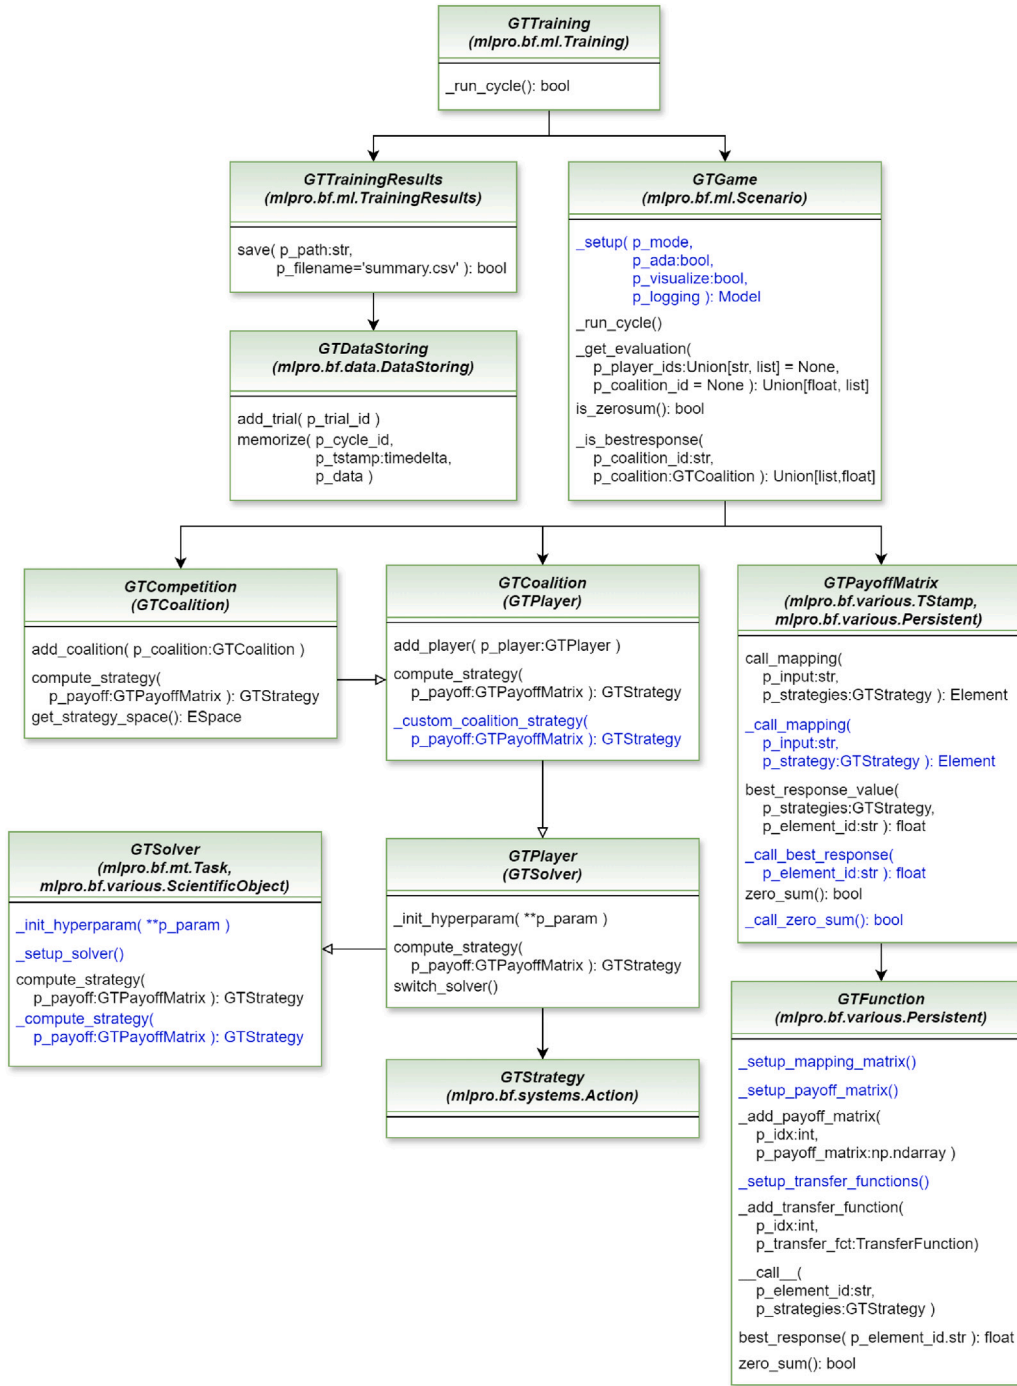 GTTraining
(mlpro.bf.ml.Training)
_run_cycle(): bool
GTTrainingResults
(mlpro.bf.ml.TrainingResults)
save( p_path:str,
p_filename='summary.csv' ): bool
GTGame
(mlpro.bf.ml.Scenario)
_setup( p_mode,
p_ada:bool,
p_visualize:bool,
p_logging ): Model
_run_cycle()
_get_evaluation(
p_player_ids:Union[str, list] = None,
p_coalition_id = None ): Union[float, list]
is_zerosum(): bool
_is_bestresponse(
p_coalition_id:str,
p_coalition:GTCoalition ): Union[list,float]
GTDataStoring
(mlpro.bf.data.DataStoring)
add_trial( p_trial_id )
memorize( p_cycle_id,
p_tstamp:timedelta,
p_data )
GTCompetition
(GTCoalition)
add_coalition( p_coalition:GTCoalition )
compute_strategy(
p_payoff:GTPayoffMatrix ): GTStrategy
get_strategy_space(): ESpace
GTCoalition
(GTPlayer)
add_player( p_player:GTPlayer )
compute_strategy(
p_payoff:GTPayoffMatrix ): GTStrategy
_custom_coalition_strategy(
p_payoff:GTPayoffMatrix ): GTStrategy
GTPayoffMatrix
(mlpro.bf.various.TStamp,
mlpro.bf.various.Persistent)
call_mapping(
p_input:str,
p_strategies:GTStrategy ): Element
_call_mapping(
p_input:str,
p_strategy:GTStrategy ): Element
best_response_value(
p_strategies:GTStrategy,
p_element_id:str ): float
_call_best_response(
p_element_id:str ): float
zero_sum(): bool
_call_zero_sum(): bool
GTSolver
(mlpro.bf.mt.Task,
mlpro.bf.various.ScientificObject)
_init_hyperparam( **p_param )
_setup_solver()
compute_strategy(
p_payoff:GTPayoffMatrix ): GTStrategy
_compute_strategy(
p_payoff:GTPayoffMatrix ): GTStrategy
GTPlayer
(GTSolver)
_init_hyperparam( **p_param )
compute_strategy(
p_payoff:GTPayoffMatrix ): GTStrategy
switch_solver()
GTStrategy
(mlpro.bf.systems.Action)
GTFunction
(mlpro.bf.various.Persistent)
_setup_mapping_matrix()
_setup_payoff_matrix()
_add_payoff_matrix(
p_idx:int,
p_payoff_matrix:np.ndarray )
_setup_transfer_functions()
_add_transfer_function(
p_idx:int,
p_transfer_fct:TransferFunction)
__call__(
p_element_id:str,
p_strategies:GTStrategy )
best_response( p_element_id.str ): float
zero_sum(): bool